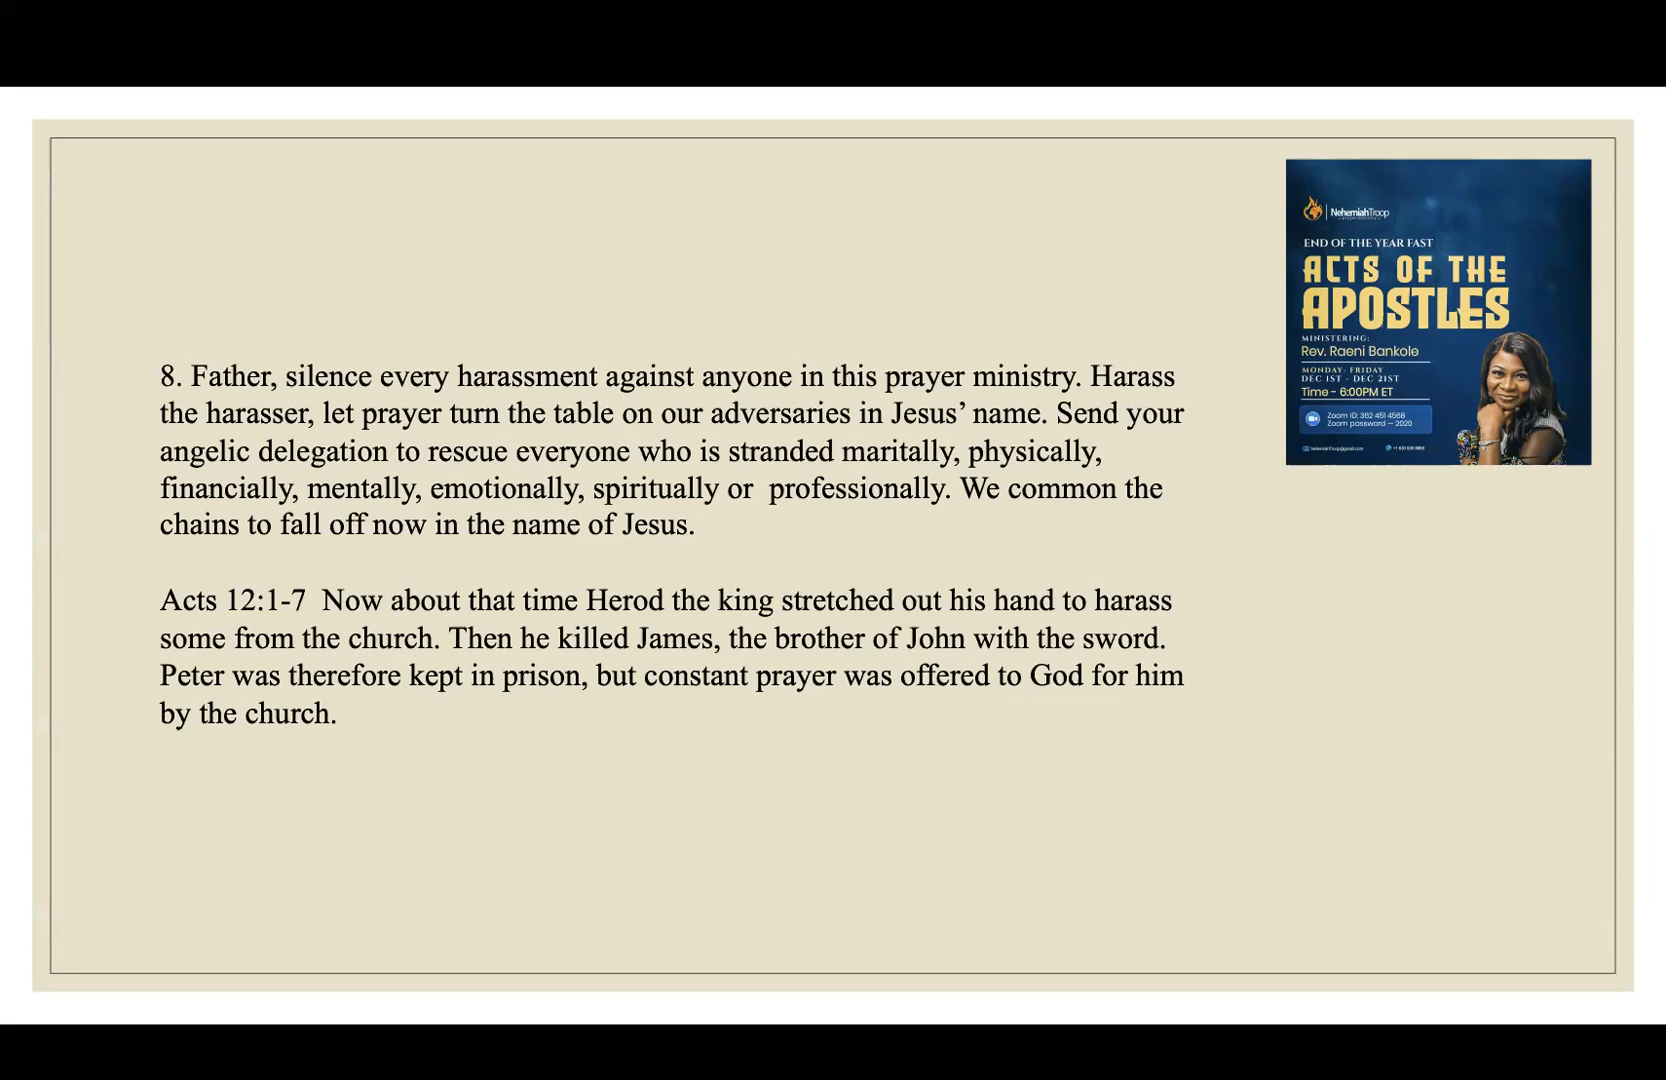 8. Father, silence every harassment against anyone in this prayer ministry. Harass
the harasser, let prayer turn the table on our adversaries in Jesus’ name. Send your
angelic delegation to rescue everyone who is stranded maritally, physically,
financially, mentally, emotionally, spiritually or  professionally. We common the
chains to fall off now in the name of Jesus.
Acts 12:1-7  Now about that time Herod the king stretched out his hand to harass
some from the church. Then he killed James, the brother of John with the sword.
Peter was therefore kept in prison, but constant prayer was offered to God for him
by the church.
NehemiahTroop
END OF THE YEAR FAST
ACTS OF THE
APOSTLES
MINISTERING:
Rev. Raeni Bankole
MONDAY- FRIDAY
DEC 1ST - DEC 21ST
Time - 6:00PM ET
Zoom ID: 362 451 4568
Zoom password — 2020
NehemiahTroop@gmail.com